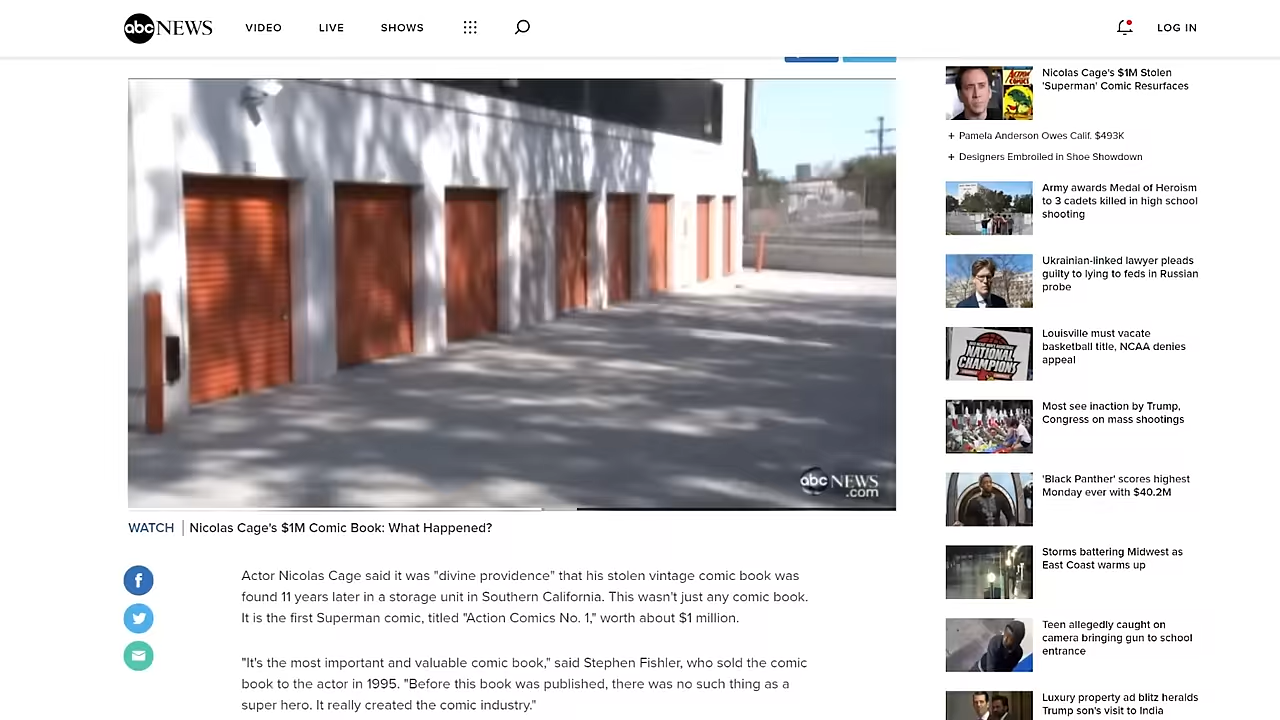 abc NEWS
VIDEO
LIVE
SHOWS
LOG IN
abc NEWS
.com
WATCH
Nicolas Cage's $1M Comic Book: What Happened?
Actor Nicolas Cage said it was "divine providence" that his stolen vintage comic book was
found 11 years later in a storage unit in Southern California. This wasn't just any comic book.
It is the first Superman comic, titled "Action Comics No. 1," worth about $1 million.
"It's the most important and valuable comic book," said Stephen Fishler, who sold the comic
book to the actor in 1995. "Before this book was published, there was no such thing as a
super hero. It really created the comic industry."
Nicolas Cage's $1M Stolen
'Superman' Comic Resurfaces
+ Pamela Anderson Owes Calif. $493K
+ Designers Embroiled in Shoe Showdown
Army awards Medal of Heroism
to 3 cadets killed in high school
shooting
Ukrainian-linked lawyer pleads
guilty to lying to feds in Russian
probe
Louisville must vacate
basketball title, NCAA denies
appeal
NATIONAL
CHAMPIONS
Most see inaction by Trump,
Congress on mass shootings
'Black Panther' scores highest
Monday ever with $40.2M
Storms battering Midwest as
East Coast warms up
Teen allegedly caught on
camera bringing gun to school
entrance
Luxury property ad blitz heralds
Trump son's visit to India